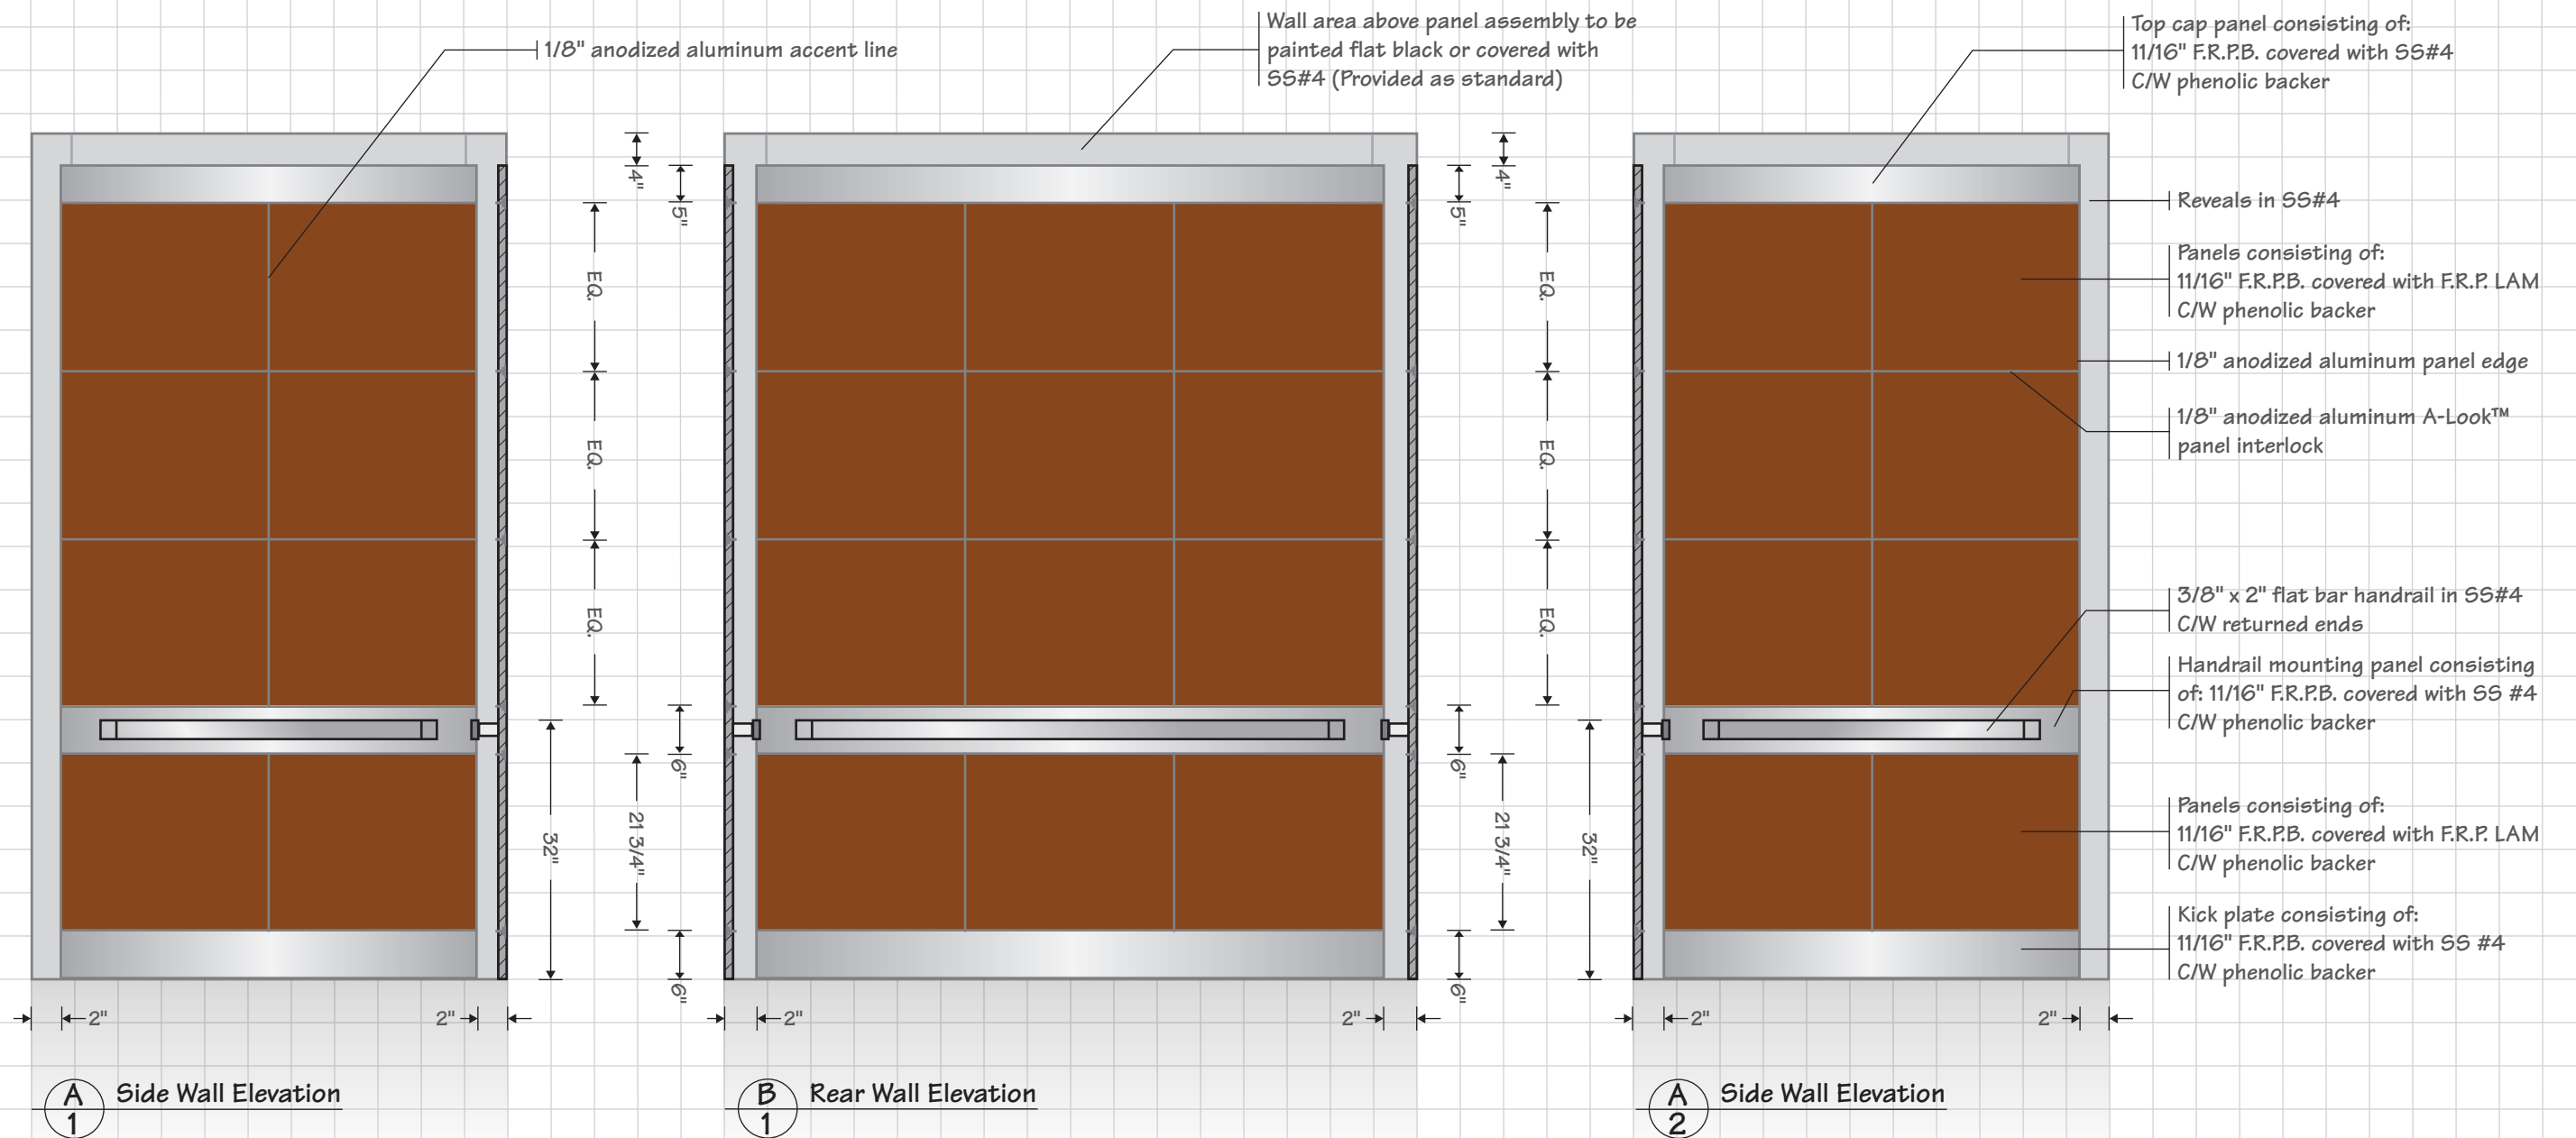 1/8" anodized aluminum accent line
Wall area above panel assembly to be
painted flat black or covered with
SS#4 (Provided as standard)
Top cap panel consisting of:
11/16" F.R.P.B. covered with SS#4
C/W phenolic backer
Reveals in SS#4
Panels consisting of:
11/16" F.R.P.B. covered with F.R.P. LAM
C/W phenolic backer
1/8" anodized aluminum panel edge
1/8" anodized aluminum A-Look™
panel interlock
3/8" x 2" flat bar handrail in SS#4
C/W returned ends
Handrail mounting panel consisting
of: 11/16" F.R.P.B. covered with SS #4
C/W phenolic backer
Panels consisting of:
11/16" F.R.P.B. covered with F.R.P. LAM
C/W phenolic backer
Kick plate consisting of:
11/16" F.R.P.B. covered with SS #4
C/W phenolic backer
4"
5"
EQ.
EQ.
EQ.
6"
21 3/4"
32"
6"
4"
5"
EQ.
EQ.
EQ.
6"
21 3/4"
32"
6"
2"
2"
2"
2"
2"
2"
A
1
Side Wall Elevation
B
1
Rear Wall Elevation
A
2
Side Wall Elevation